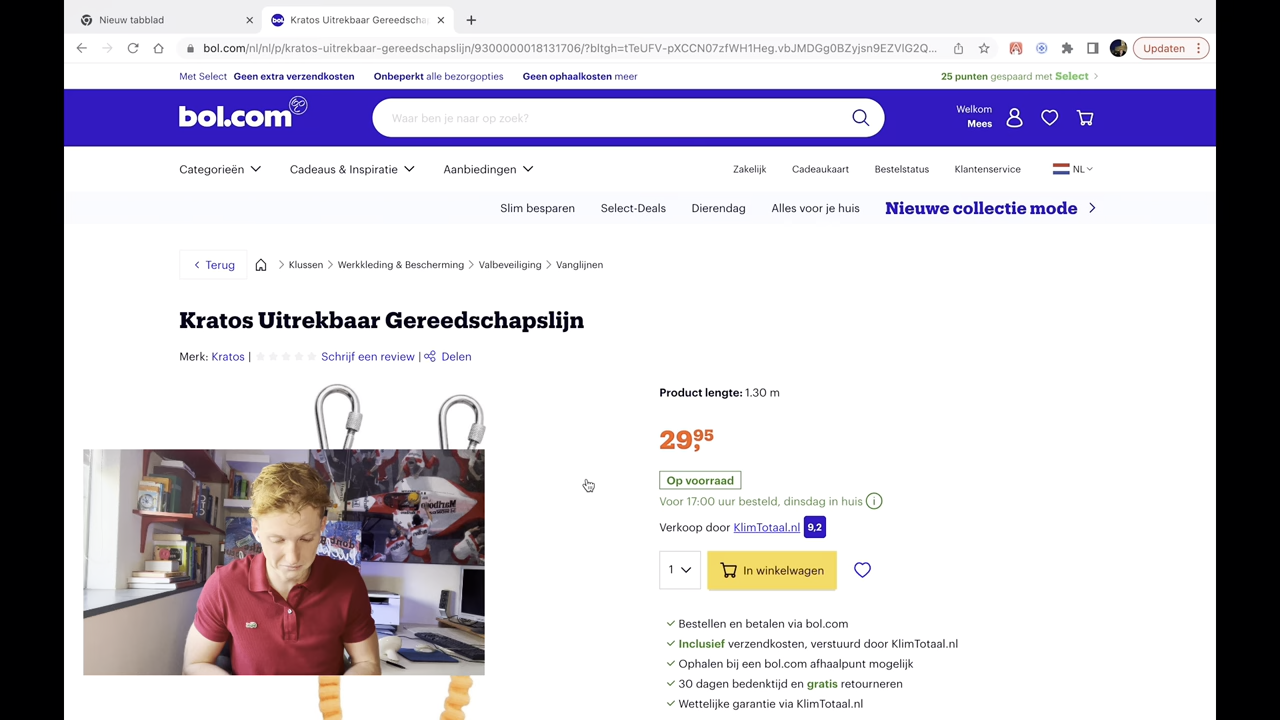 Nieuw tabblad
Kratos Uitrekbaar Gereedscha
bol.com/nl/nl/p/kratos-uitrekbaar-gereedschapslijn/9300000018131706/?bltgh=tTeUFV-pXCCN07zfWH1Heg.vbJMDGg0BZyjsn9EZVlG2Q...
Updaten
Met Select Geen extra verzendkosten Onbeperkt alle bezorgopties Geen ophaalkosten meer
25 punten gespaard met Select
bol.com
Waar ben je naar op zoek?
Welkom
Mees
Categorieën Cadeaus & Inspiratie Aanbiedingen
Zakelijk Cadeaukaart Bestelstatus Klantenservice NL
Slim besparen Select-Deals Dierendag Alles voor je huis Nieuwe collectie mode
Terug Klussen Werkkleding & Bescherming Valbeveiliging Vanglijnen
Kratos Uitrekbaar Gereedschapslijn
Merk: Kratos | Schrijf een review | Delen
Product lengte: 1.30 m
29,95
Op voorraad
Voor 17:00 uur besteld, dinsdag in huis
Verkoop door KlimTotaal.nl 9,2
1 In winkelwagen
Bestellen en betalen via bol.com
Inclusief verzendkosten, verstuurd door KlimTotaal.nl
Ophalen bij een bol.com afhaalpunt mogelijk
30 dagen bedenktijd en gratis retourneren
Wettelijke garantie via KlimTotaal.nl
Marlboro